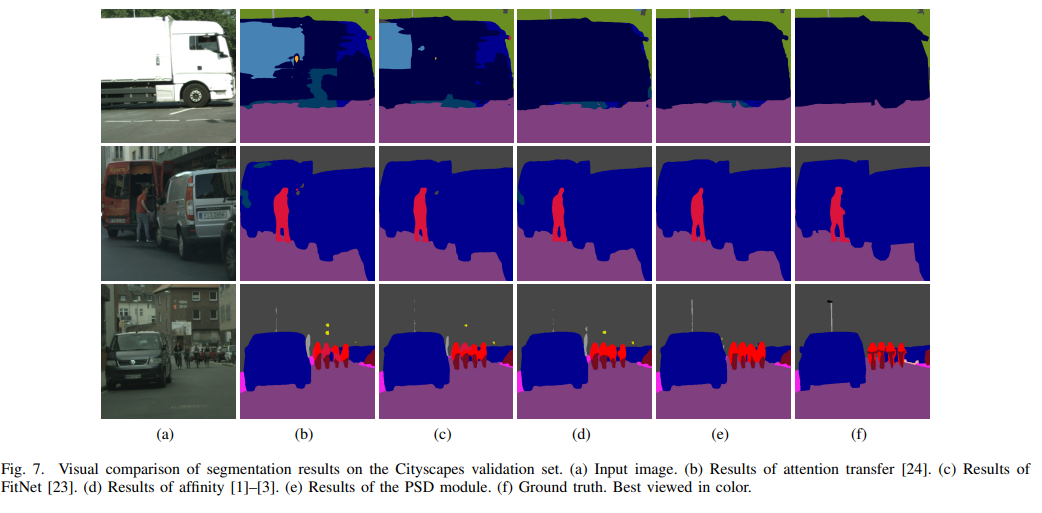 (a) (b) (c) (d) (e) (f)
Fig. 7. Visual comparison of segmentation results on the Cityscapes validation set. (a) Input image. (b) Results of attention transfer [24]. (c) Results of
FitNet [23]. (d) Results of affinity [1]–[3]. (e) Results of the PSD module. (f) Ground truth. Best viewed in color.